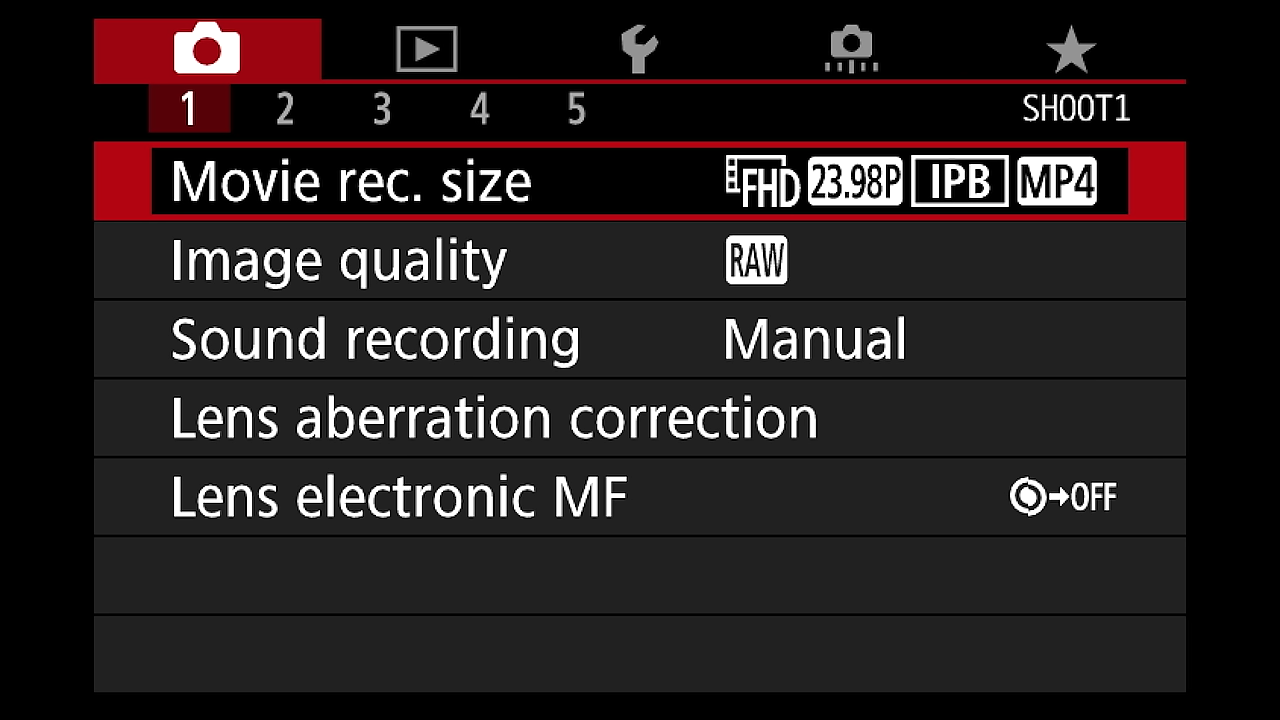 1 2 3 4 5 SHOOT1
Movie rec. size FHD 23.98P IPB MP4
Image quality RAW
Sound recording Manual
Lens aberration correction
Lens electronic MF OFF